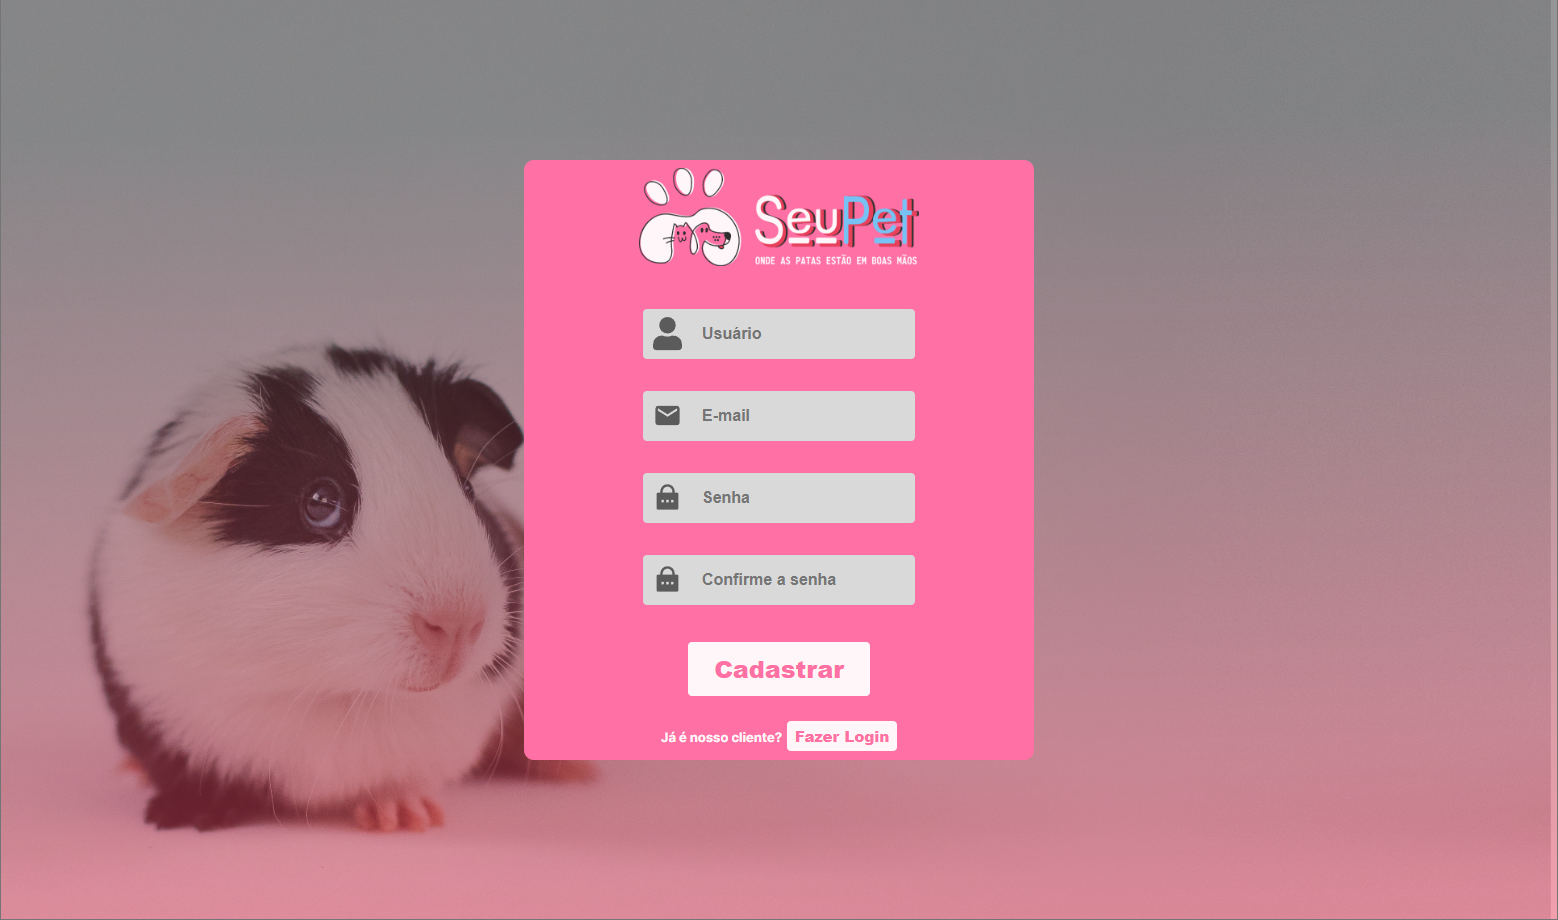 SeuPet
ONDE AS PATAS ESTÃO EM BOAS MÃOS
Usuário
E-mail
Senha
Confirme a senha
Cadastrar
Já é nosso cliente? Fazer Login